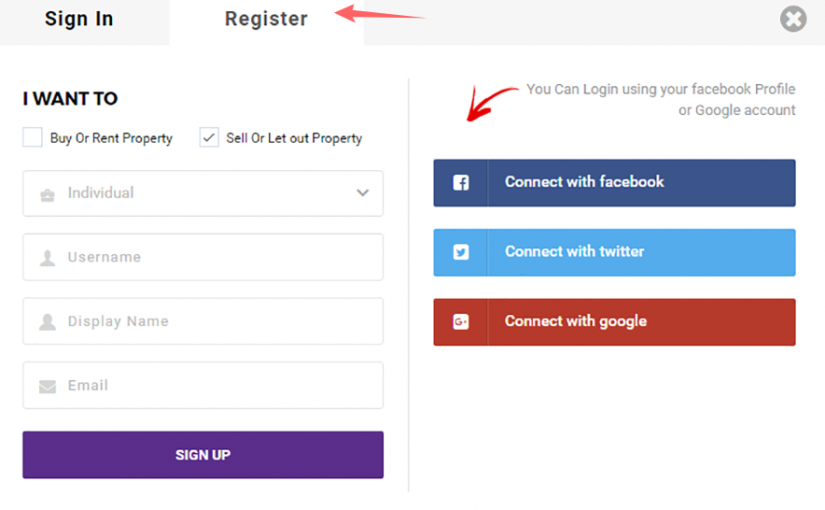 Sign In
Register
I WANT TO
Buy Or Rent Property
Sell Or Let out Property
Individual
Username
Display Name
Email
SIGN UP
You Can Login using your facebook Profile
or Google account
Connect with facebook
Connect with twitter
Connect with google